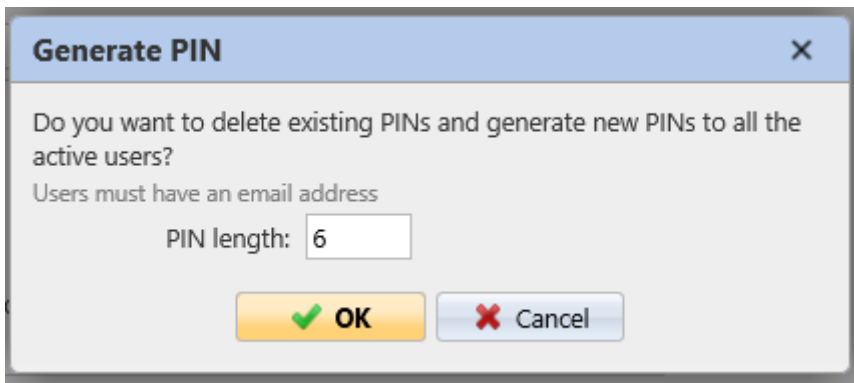 Generate PIN
Do you want to delete existing PINs and generate new PINs to all the
active users?
Users must have an email address
PIN length: 6
OK Cancel